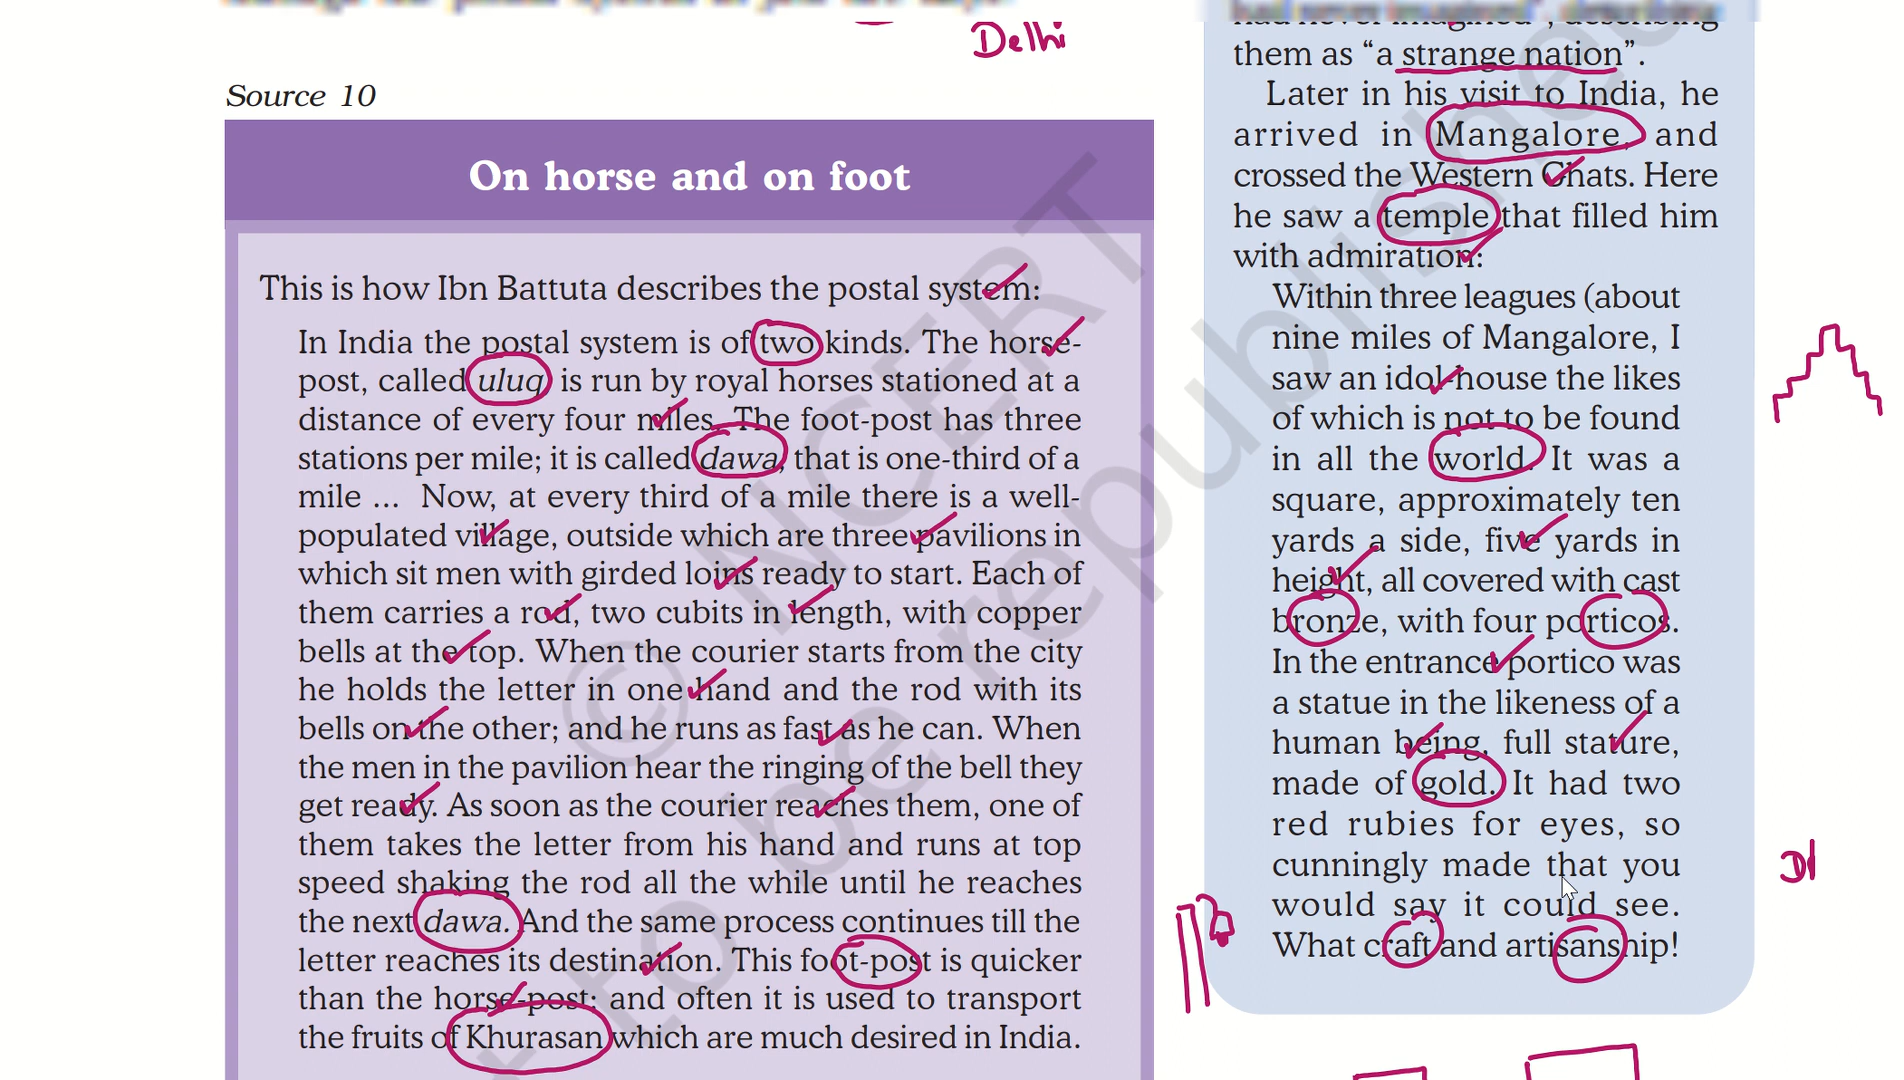 Delhi
Source 10
On horse and on foot
This is how Ibn Battuta describes the postal system:
In India the postal system is of two kinds. The horse-
post, called uluq, is run by royal horses stationed at a
distance of every four miles. The foot-post has three
stations per mile; it is called dawa, that is one-third of a
mile ... Now, at every third of a mile there is a well-
populated village, outside which are three pavilions in
which sit men with girded loins ready to start. Each of
them carries a rod, two cubits in length, with copper
bells at the top. When the courier starts from the city
he holds the letter in one hand and the rod with its
bells on the other; and he runs as fast as he can. When
the men in the pavilion hear the ringing of the bell they
get ready. As soon as the courier reaches them, one of
them takes the letter from his hand and runs at top
speed shaking the rod all the while until he reaches
the next dawa. And the same process continues till the
letter reaches its destination. This foot-post is quicker
than the horse-post; and often it is used to transport
the fruits of Khurasan which are much desired in India.
had never imagined", describing
them as “a strange nation”.
Later in his visit to India, he
arrived in Mangalore, and
crossed the Western Ghats. Here
he saw a temple that filled him
with admiration:
Within three leagues (about
nine miles of Mangalore, I
saw an idol-house the likes
of which is not to be found
in all the world. It was a
square, approximately ten
yards a side, five yards in
height, all covered with cast
bronze, with four porticos.
In the entrance portico was
a statue in the likeness of a
human being, full stature,
made of gold. It had two
red rubies for eyes, so
cunningly made that you
would say it could see.
What craft and artisanship!
© NCERT
not to be republished